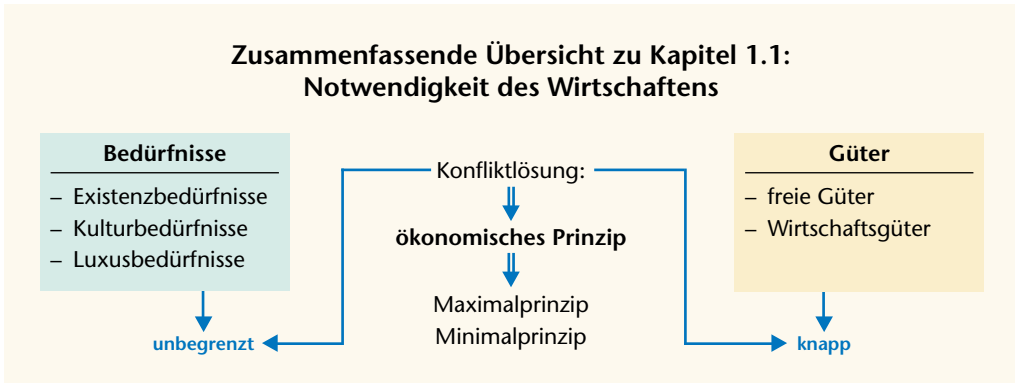 Zusammenfassende Übersicht zu Kapitel 1.1:
Notwendigkeit des Wirtschaftens
Bedürfnisse
– Existenzbedürfnisse
– Kulturbedürfnisse
– Luxusbedürfnisse
unbegrenzt
Konfliktlösung:
ökonomisches Prinzip
Maximalprinzip
Minimalprinzip
Güter
– freie Güter
– Wirtschaftsgüter
knapp